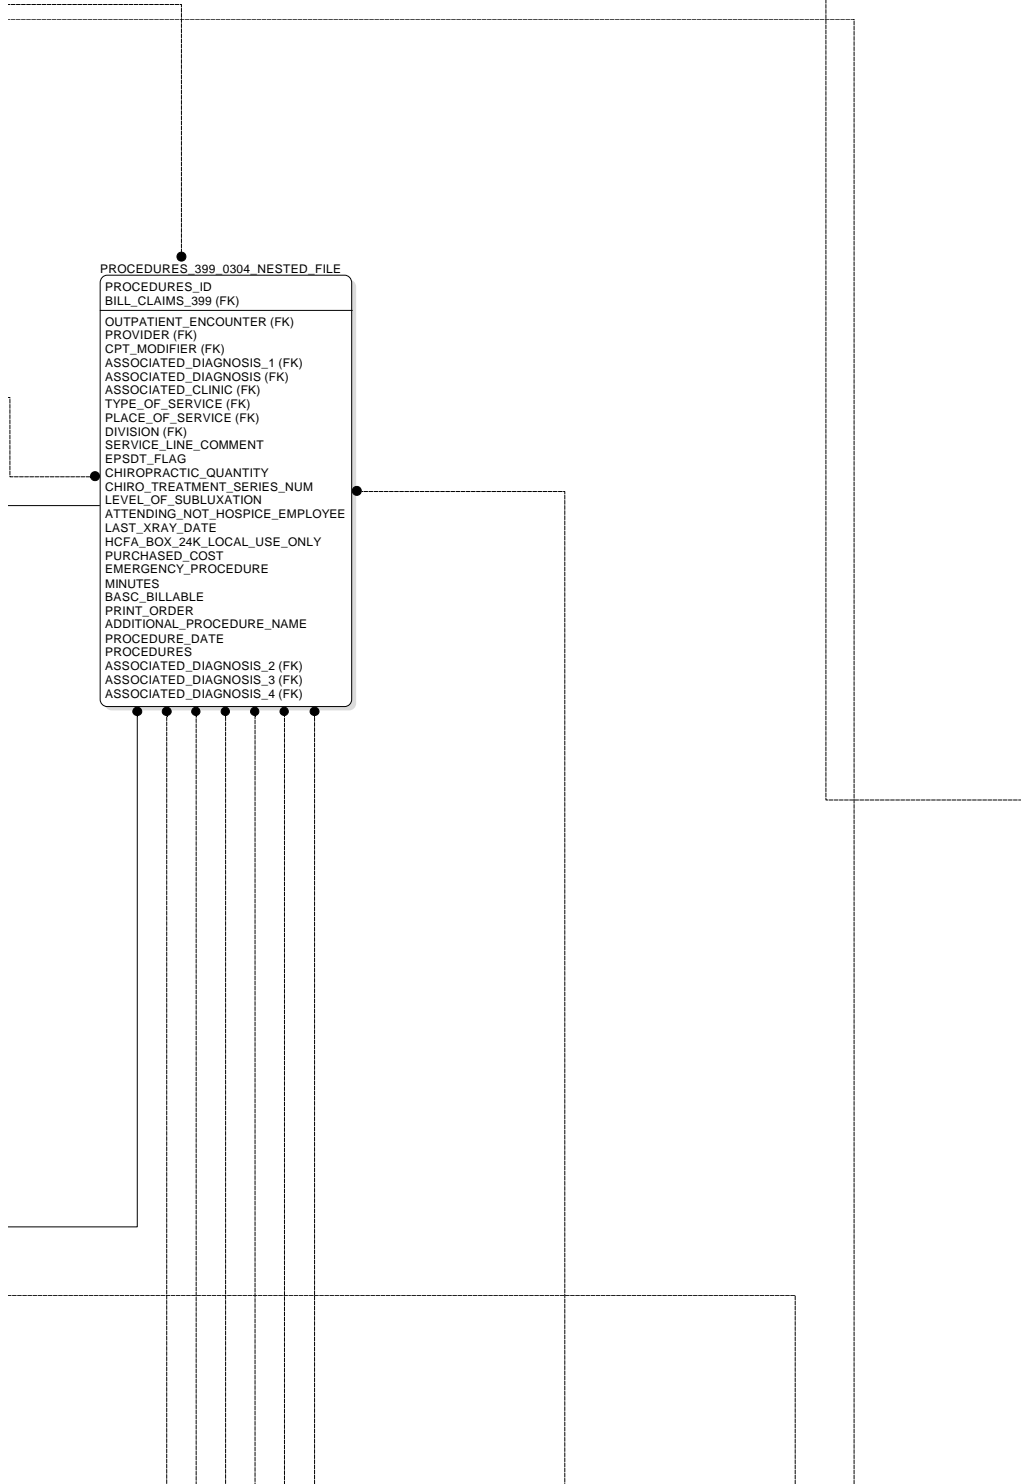 PROCEDURES_399_0304_NESTED_FILE
PROCEDURES_ID
BILL_CLAIMS_399 (FK)
OUTPATIENT_ENCOUNTER (FK)
PROVIDER (FK)
CPT_MODIFIER (FK)
ASSOCIATED_DIAGNOSIS_1 (FK)
ASSOCIATED_DIAGNOSIS (FK)
ASSOCIATED_CLINIC (FK)
TYPE_OF_SERVICE (FK)
PLACE_OF_SERVICE (FK)
DIVISION (FK)
SERVICE_LINE_COMMENT
EPSDT_FLAG
CHIROPRACTIC_QUANTITY
CHIRO_TREATMENT_SERIES_NUM
LEVEL_OF_SUBLUXATION
ATTENDING_NOT_HOSPICE_EMPLOYEE
LAST_XRAY_DATE
HCFA_BOX_24K_LOCAL_USE_ONLY
PURCHASED_COST
EMERGENCY_PROCEDURE
MINUTES
BASC_BILLABLE
PRINT_ORDER
ADDITIONAL_PROCEDURE_NAME
PROCEDURE_DATE
PROCEDURES
ASSOCIATED_DIAGNOSIS_2 (FK)
ASSOCIATED_DIAGNOSIS_3 (FK)
ASSOCIATED_DIAGNOSIS_4 (FK)